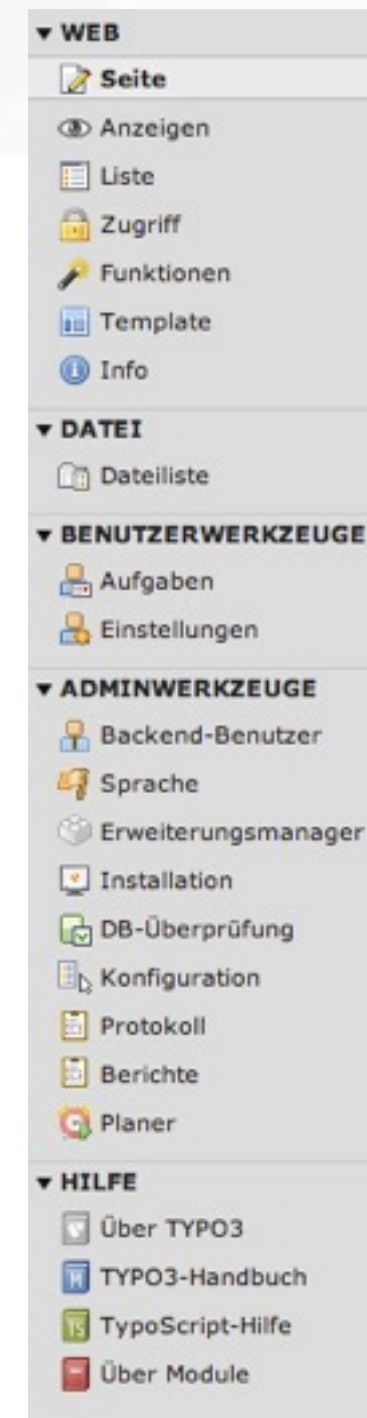 WEB
Seite
Anzeigen
Liste
Zugriff
Funktionen
Template
Info
DATEI
Dateiliste
BENUTZERWERKZEUGE
Aufgaben
Einstellungen
ADMINWERKZEUGE
Backend-Benutzer
Sprache
Erweiterungsmanager
Installation
DB-Überprüfung
Konfiguration
Protokoll
Berichte
Planer
HILFE
Über TYPO3
TYPO3-Handbuch
TypoScript-Hilfe
Über Module